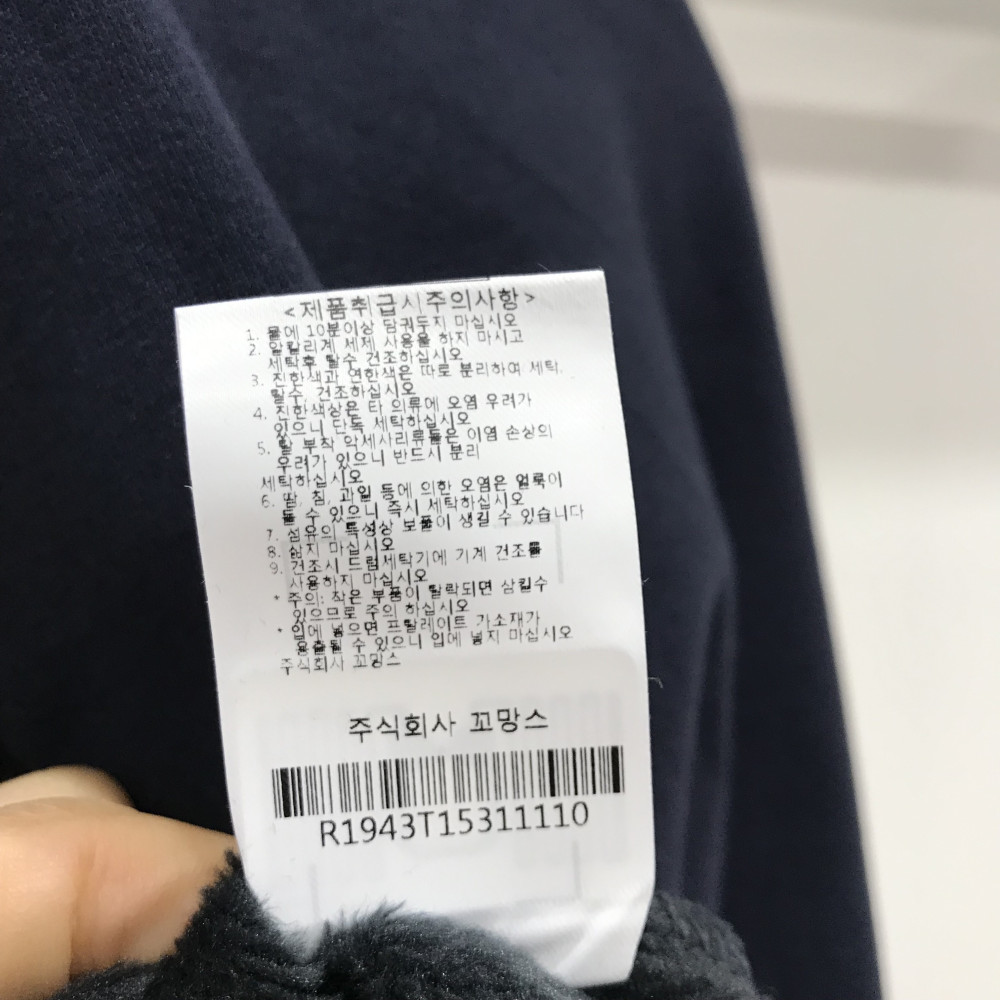 <제품취급시주의사항>
1. 물에 10분이상 담궈두지 마십시오
2. 알칼리계 세제 사용을 하지 마시고
세탁후 탈수 건조하십시오
3. 진한색과 연한색은 따로 분리하여 세탁.
탈수 건조하십시오
4. 진한색상은 타 의류에 오염 우려가
있으니 단독 세탁하십시오
5. 탈 부착 악세사리류들은 이염 손상의
우려가 있으니 반드시 분리
세탁하십시오
6. 땀, 침, 과일 등에 의한 오염은 얼룩이
될수 있으니 즉시 세탁하십시오
7. 섬유의 특성상 보풀이 생길 수 있습니다
8. 삶지 마십시오
9. 건조시 드럼세탁기에 기계 건조를
사용하지 마십시오
* 주의: 작은 부품이 탈락되면 삼킬수
있으므로 주의 하십시오
* 입에 넣으면 프탈레이트 가소재가
용출될 수 있으니 입에 넣지 마십시오
주식회사 꼬망스
주식회사 꼬망스
R1943T15311110